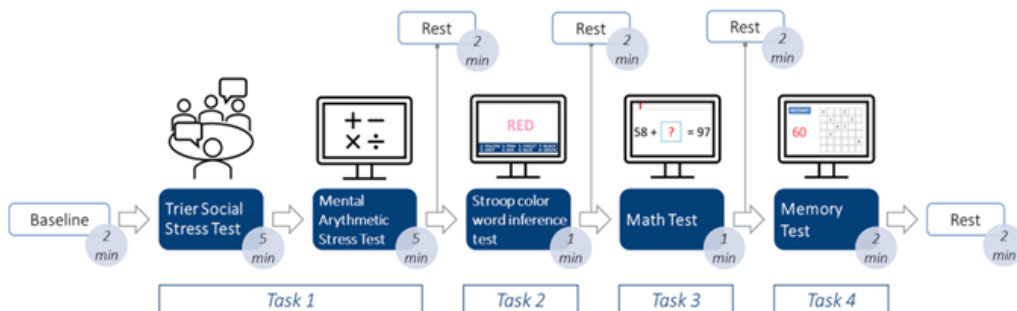 Rest
2
min
Rest
2
min
Rest
2
min
+ −
× ÷
RED
58 + ? = 97
60
Baseline
2
min
Trier Social
Stress Test
5
min
Mental
Arythmetic
Stress Test
5
min
Stroop color
word inference
test
1
min
Math Test
1
min
Memory
Test
2
min
Rest
2
min
Task 1
Task 2
Task 3
Task 4